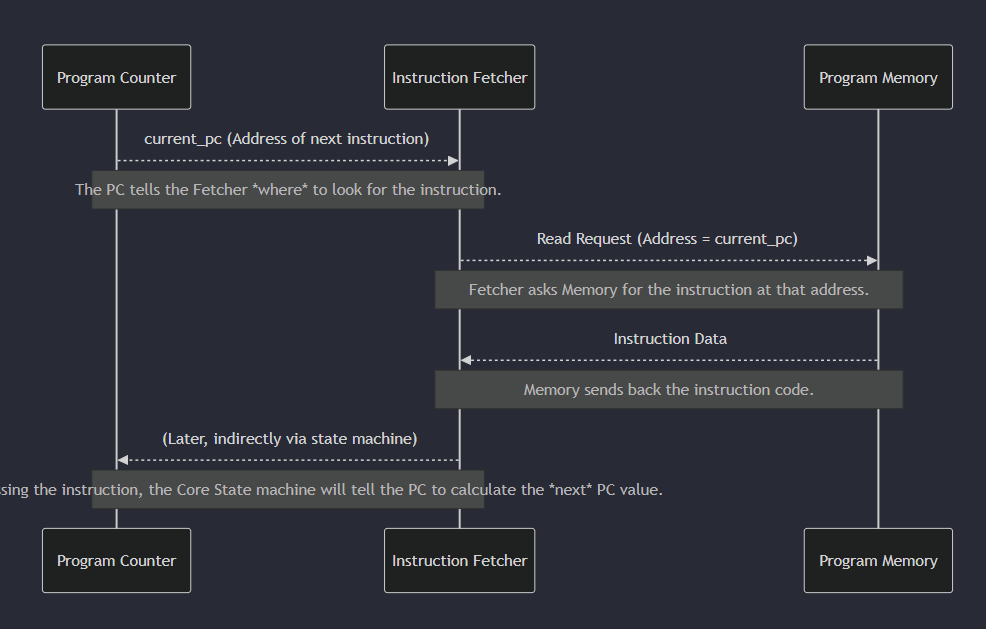 Program Counter
Instruction Fetcher
Program Memory
current_pc (Address of next instruction)
The PC tells the Fetcher *where* to look for the instruction.
Read Request (Address = current_pc)
Fetcher asks Memory for the instruction at that address.
Instruction Data
Memory sends back the instruction code.
(Later, indirectly via state machine)
the instruction, the Core State machine will tell the PC to calculate the *next* PC value.
Program Counter
Instruction Fetcher
Program Memory